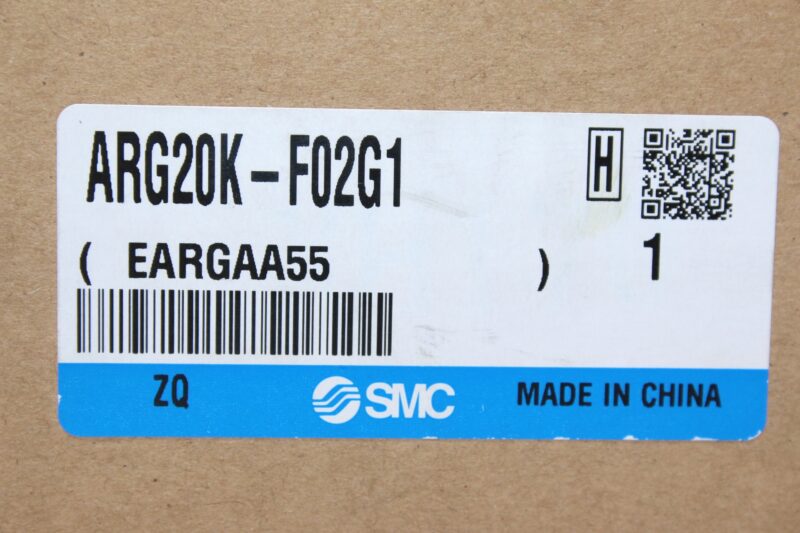 ARG20K-F02G1
H
( EARGAA55 )
1
ZQ
SMC
MADE IN CHINA